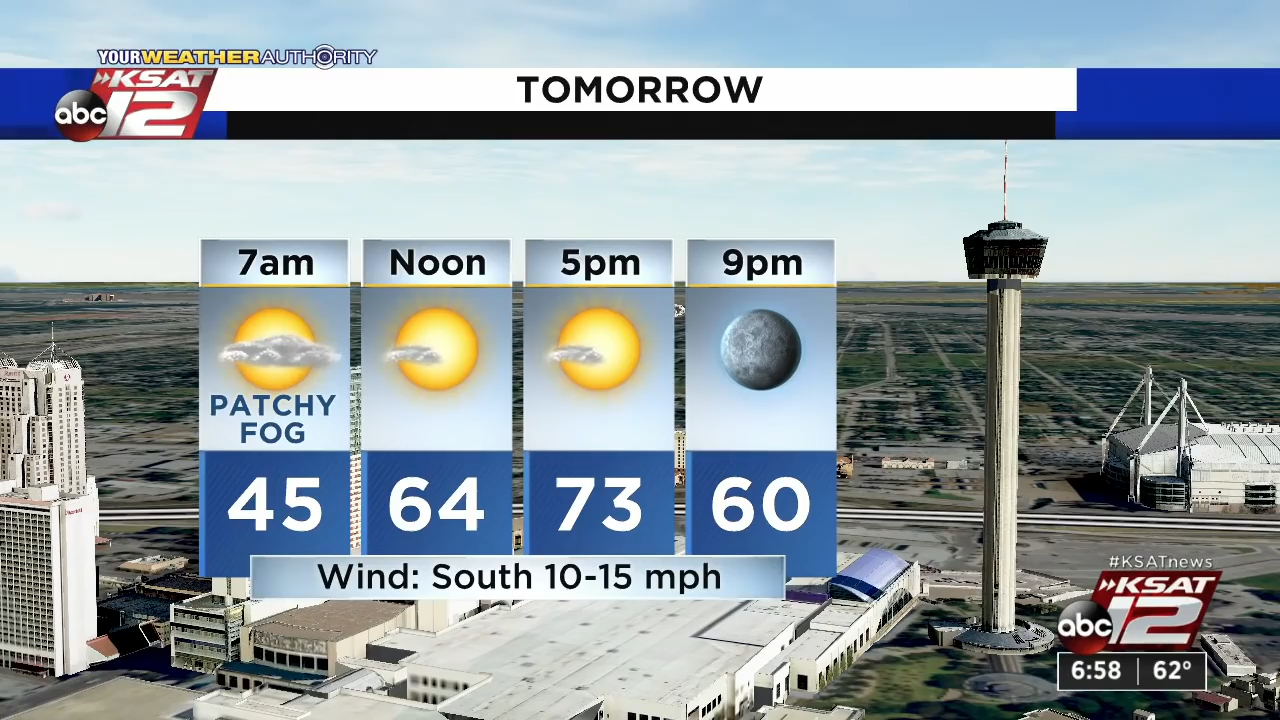 YOURWEATHERAUTHORITY
KSAT
abc 12
TOMORROW
7am Noon 5pm 9pm
PATCHY
FOG
45 64 73 60
Wind: South 10-15 mph
#KSATnews
KSAT
abc 12
6:58 62°